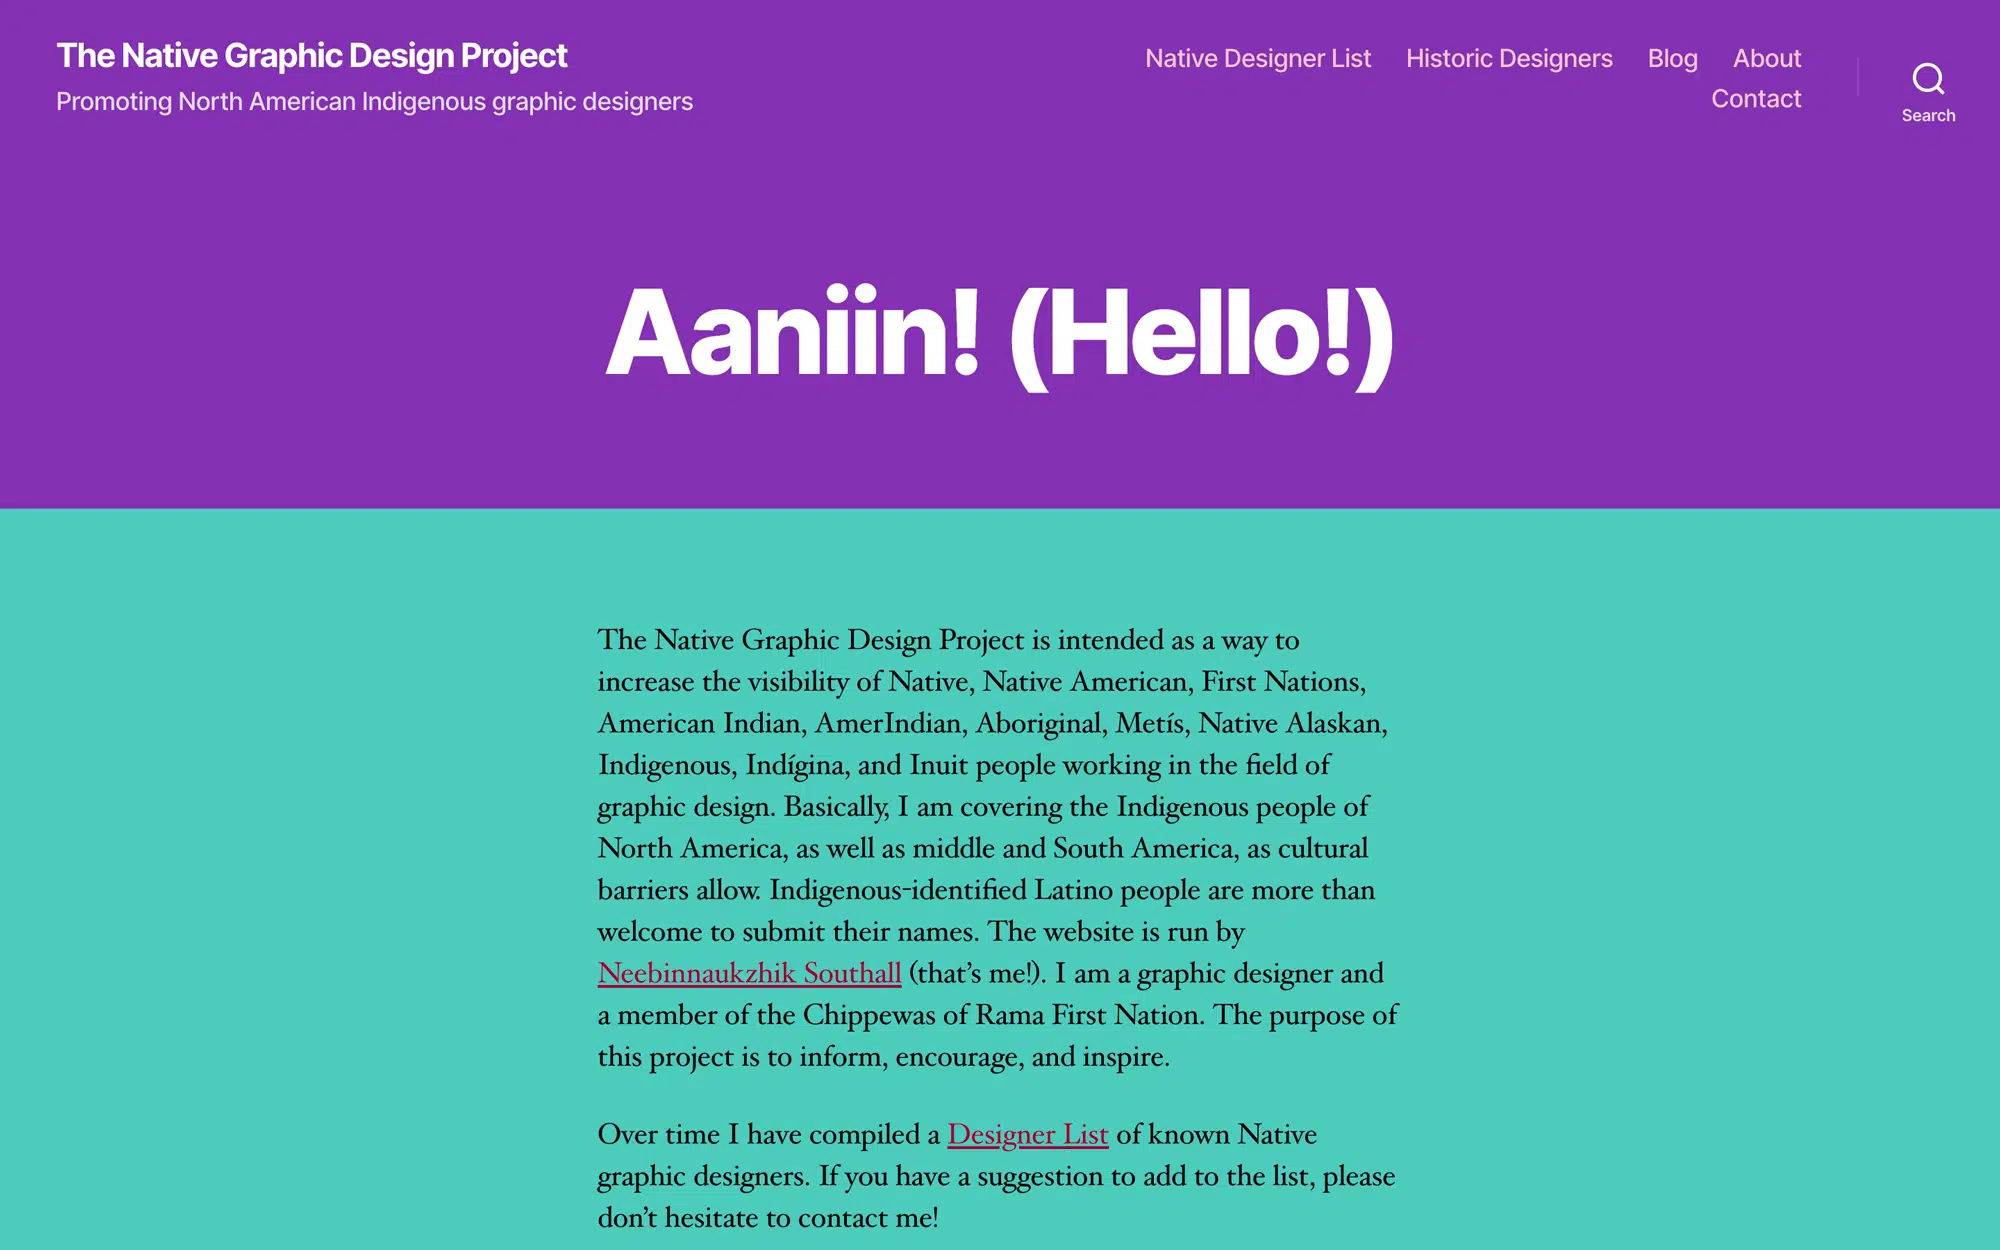 The Native Graphic Design Project
Promoting North American Indigenous graphic designers
Native Designer List
Historic Designers
Blog
About
Contact
Search
Aaniin! (Hello!)
The Native Graphic Design Project is intended as a way to
increase the visibility of Native, Native American, First Nations,
American Indian, AmerIndian, Aboriginal, Metís, Native Alaskan,
Indigenous, Indígina, and Inuit people working in the field of
graphic design. Basically, I am covering the Indigenous people of
North America, as well as middle and South America, as cultural
barriers allow. Indigenous-identified Latino people are more than
welcome to submit their names. The website is run by
Neebinnaukzhik Southall (that’s me!). I am a graphic designer and
a member of the Chippewas of Rama First Nation. The purpose of
this project is to inform, encourage, and inspire.
Over time I have compiled a Designer List of known Native
graphic designers. If you have a suggestion to add to the list, please
don’t hesitate to contact me!